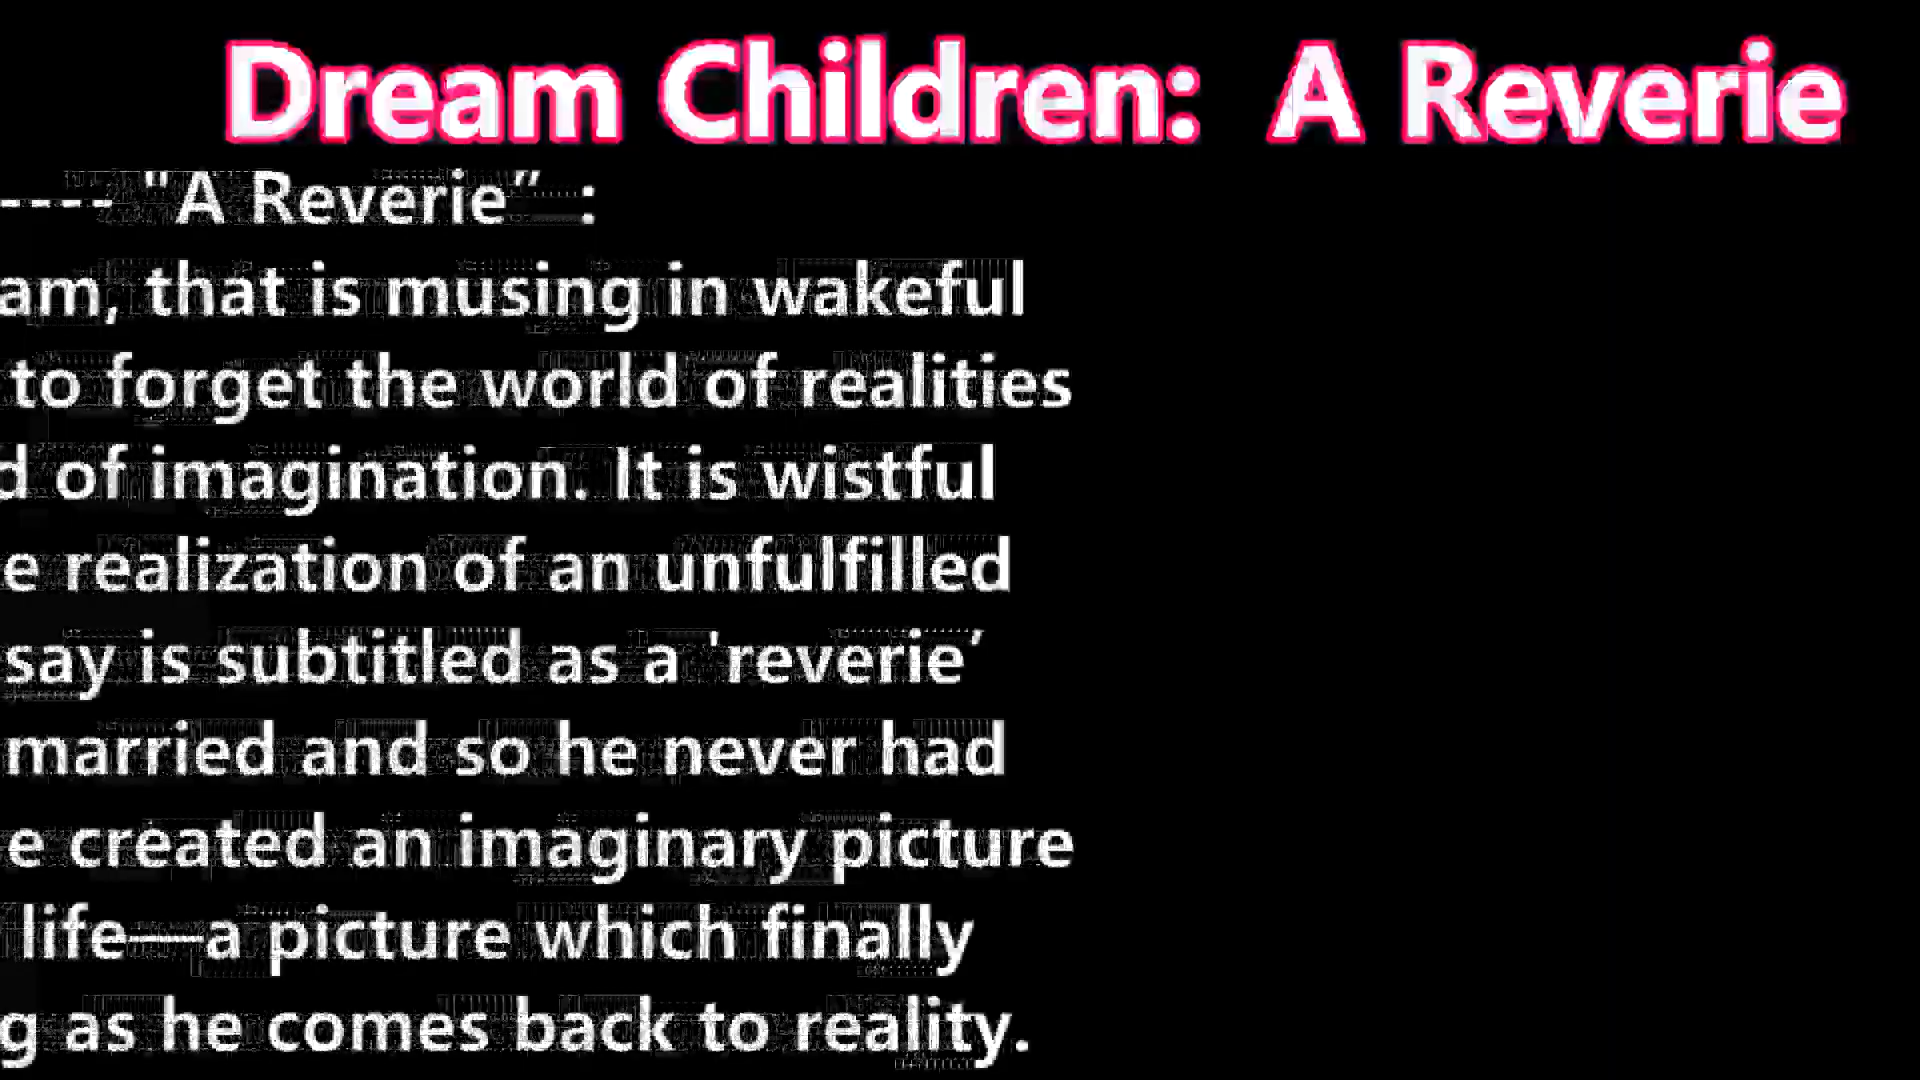 Dream Children: A Reverie
---- "A Reverie” :
am, that is musing in wakeful
to forget the world of realities
d of imagination. It is wistful
e realization of an unfulfilled
say is subtitled as a 'reverie’
married and so he never had
e created an imaginary picture
life—a picture which finally
g as he comes back to reality.